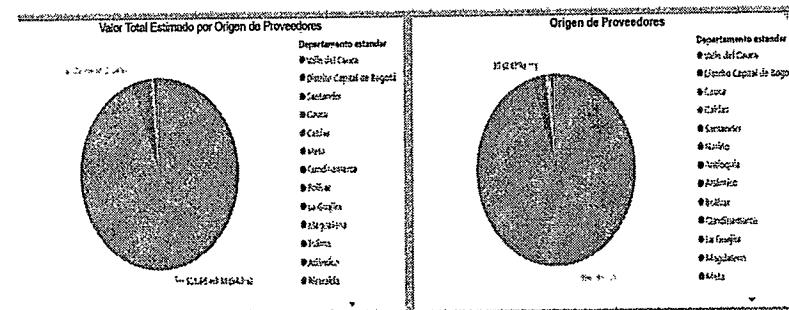 Valor Total Estimado por Origen de Proveedores
Departamento estandar
Valle del Cauca
Distrito Capital de Bogotá
Santander
Cauca
Caldas
Meta
Cundinamarca
Bolívar
La Guajira
Magdalena
Tolima
Atlántico
Risaralda
Origen de Proveedores
Departamento estandar
Valle del Cauca
Distrito Capital de Bogo
Cauca
Caldas
Santander
Nariño
Antioquia
Atlántico
Bolívar
Cundinamarca
La Guajira
Magdalena
Meta